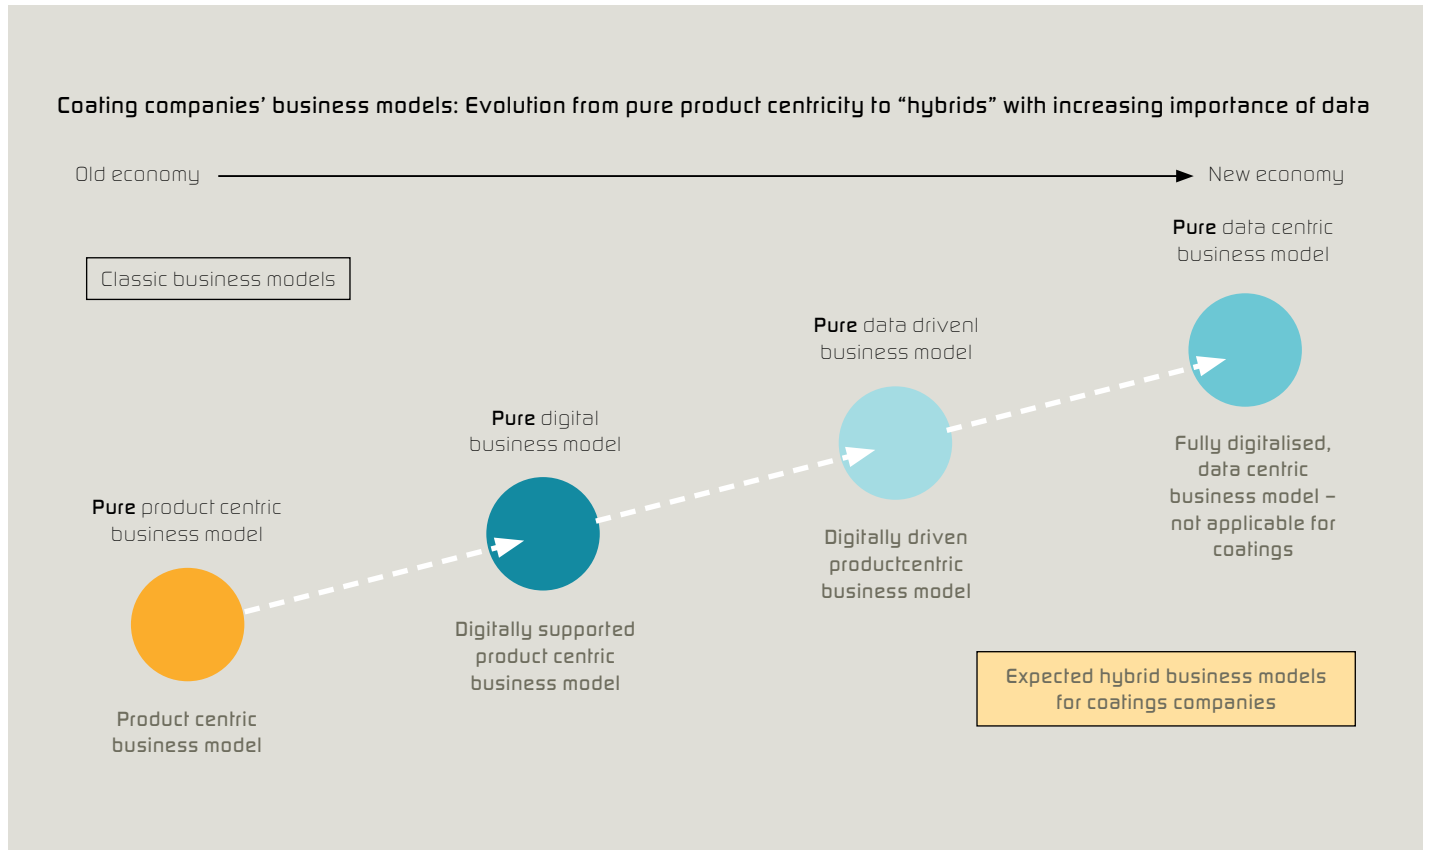 Coating companies’ business models: Evolution from pure product centricity to “hybrids” with increasing importance of data
Old economy
New economy
Classic business models
Pure data centric
business model
Pure data drivenl
business model
Pure digital
business model
Pure product centric
business model
Fully digitalised,
data centric
business model –
not applicable for
coatings
Digitally driven
productcentric
business model
Digitally supported
product centric
business model
Product centric
business model
Expected hybrid business models
for coatings companies